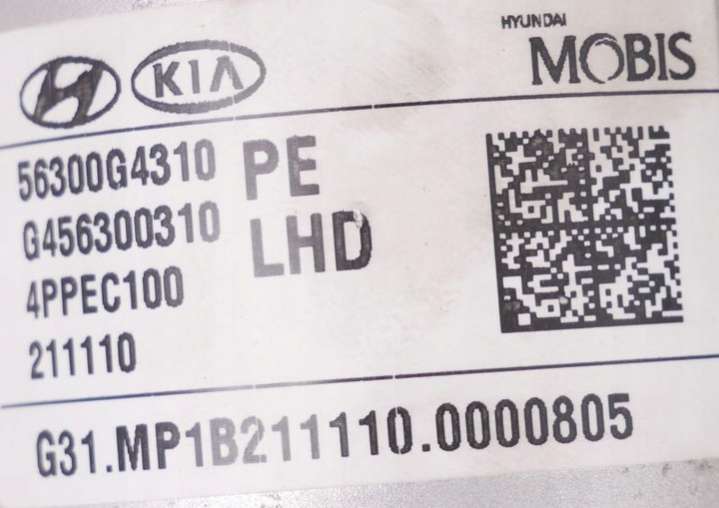 KIA
HYUNDAI
MOBIS
56300G4310
PE
G456300310
LHD
4PPEC100
211110
G31.MP1B211110.0000805